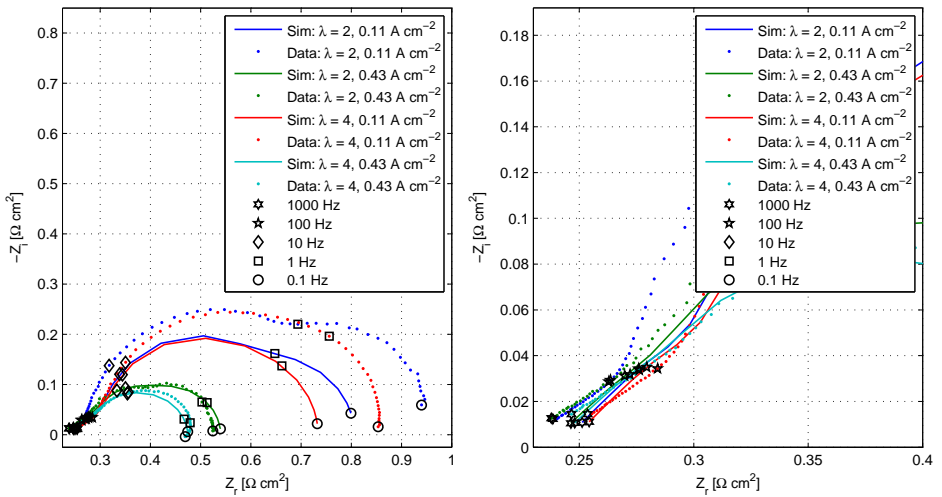 0.8
0.7
0.6
0.5
0.4
0.3
0.2
0.1
0
−Z_i [Ω cm²]
Sim: λ = 2, 0.11 A cm⁻²
Data: λ = 2, 0.11 A cm⁻²
Sim: λ = 2, 0.43 A cm⁻²
Data: λ = 2, 0.43 A cm⁻²
Sim: λ = 4, 0.11 A cm⁻²
Data: λ = 4, 0.11 A cm⁻²
Sim: λ = 4, 0.43 A cm⁻²
Data: λ = 4, 0.43 A cm⁻²
1000 Hz
100 Hz
10 Hz
1 Hz
0.1 Hz
0.3 0.4 0.5 0.6 0.7 0.8 0.9 1
Z_r [Ω cm²]
0.18
0.16
0.14
0.12
0.1
0.08
0.06
0.04
0.02
0
−Z_i [Ω cm²]
Sim: λ = 2, 0.11 A cm⁻²
Data: λ = 2, 0.11 A cm⁻²
Sim: λ = 2, 0.43 A cm⁻²
Data: λ = 2, 0.43 A cm⁻²
Sim: λ = 4, 0.11 A cm⁻²
Data: λ = 4, 0.11 A cm⁻²
Sim: λ = 4, 0.43 A cm⁻²
Data: λ = 4, 0.43 A cm⁻²
1000 Hz
100 Hz
10 Hz
1 Hz
0.1 Hz
0.25 0.3 0.35 0.4
Z_r [Ω cm²]